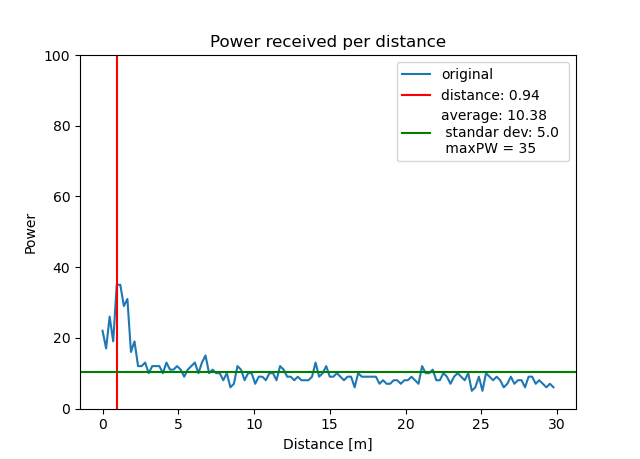 Power received per distance
original
distance: 0.94
average: 10.38
standar dev: 5.0
maxPW = 35
Power
100
80
60
40
20
0
0 5 10 15 20 25 30
Distance [m]